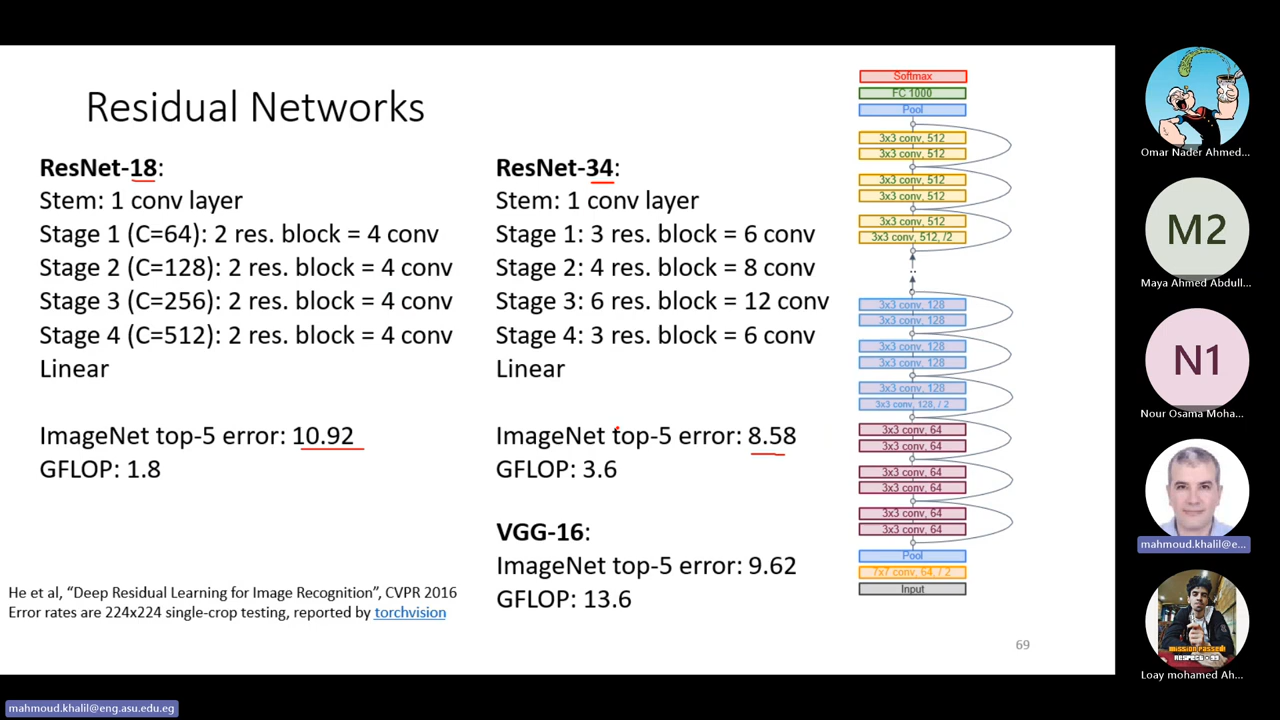 Residual Networks
ResNet-18:
Stem: 1 conv layer
Stage 1 (C=64): 2 res. block = 4 conv
Stage 2 (C=128): 2 res. block = 4 conv
Stage 3 (C=256): 2 res. block = 4 conv
Stage 4 (C=512): 2 res. block = 4 conv
Linear
ImageNet top-5 error: 10.92
GFLOP: 1.8
ResNet-34:
Stem: 1 conv layer
Stage 1: 3 res. block = 6 conv
Stage 2: 4 res. block = 8 conv
Stage 3: 6 res. block = 12 conv
Stage 4: 3 res. block = 6 conv
Linear
ImageNet top-5 error: 8.58
GFLOP: 3.6
VGG-16:
ImageNet top-5 error: 9.62
GFLOP: 13.6
He et al, “Deep Residual Learning for Image Recognition”, CVPR 2016
Error rates are 224x224 single-crop testing, reported by torchvision
Softmax
FC 1000
Pool
3x3 conv, 512
3x3 conv, 512
3x3 conv, 512
3x3 conv, 512
3x3 conv, 512
3x3 conv, 512, /2
..
3x3 conv, 128
3x3 conv, 128
3x3 conv, 128
3x3 conv, 128
3x3 conv, 128
3x3 conv, 128, / 2
3x3 conv, 64
3x3 conv, 64
3x3 conv, 64
3x3 conv, 64
3x3 conv, 64
3x3 conv, 64
Pool
7x7 conv, 64, / 2
Input
69
Omar Nader Ahmed...
M2
Maya Ahmed Abdull...
N1
Nour Osama Moha...
mahmoud.khalil@e...
mission passed!
RESPECT + 99
Loay mohamed Ah...
mahmoud.khalil@eng.asu.edu.eg